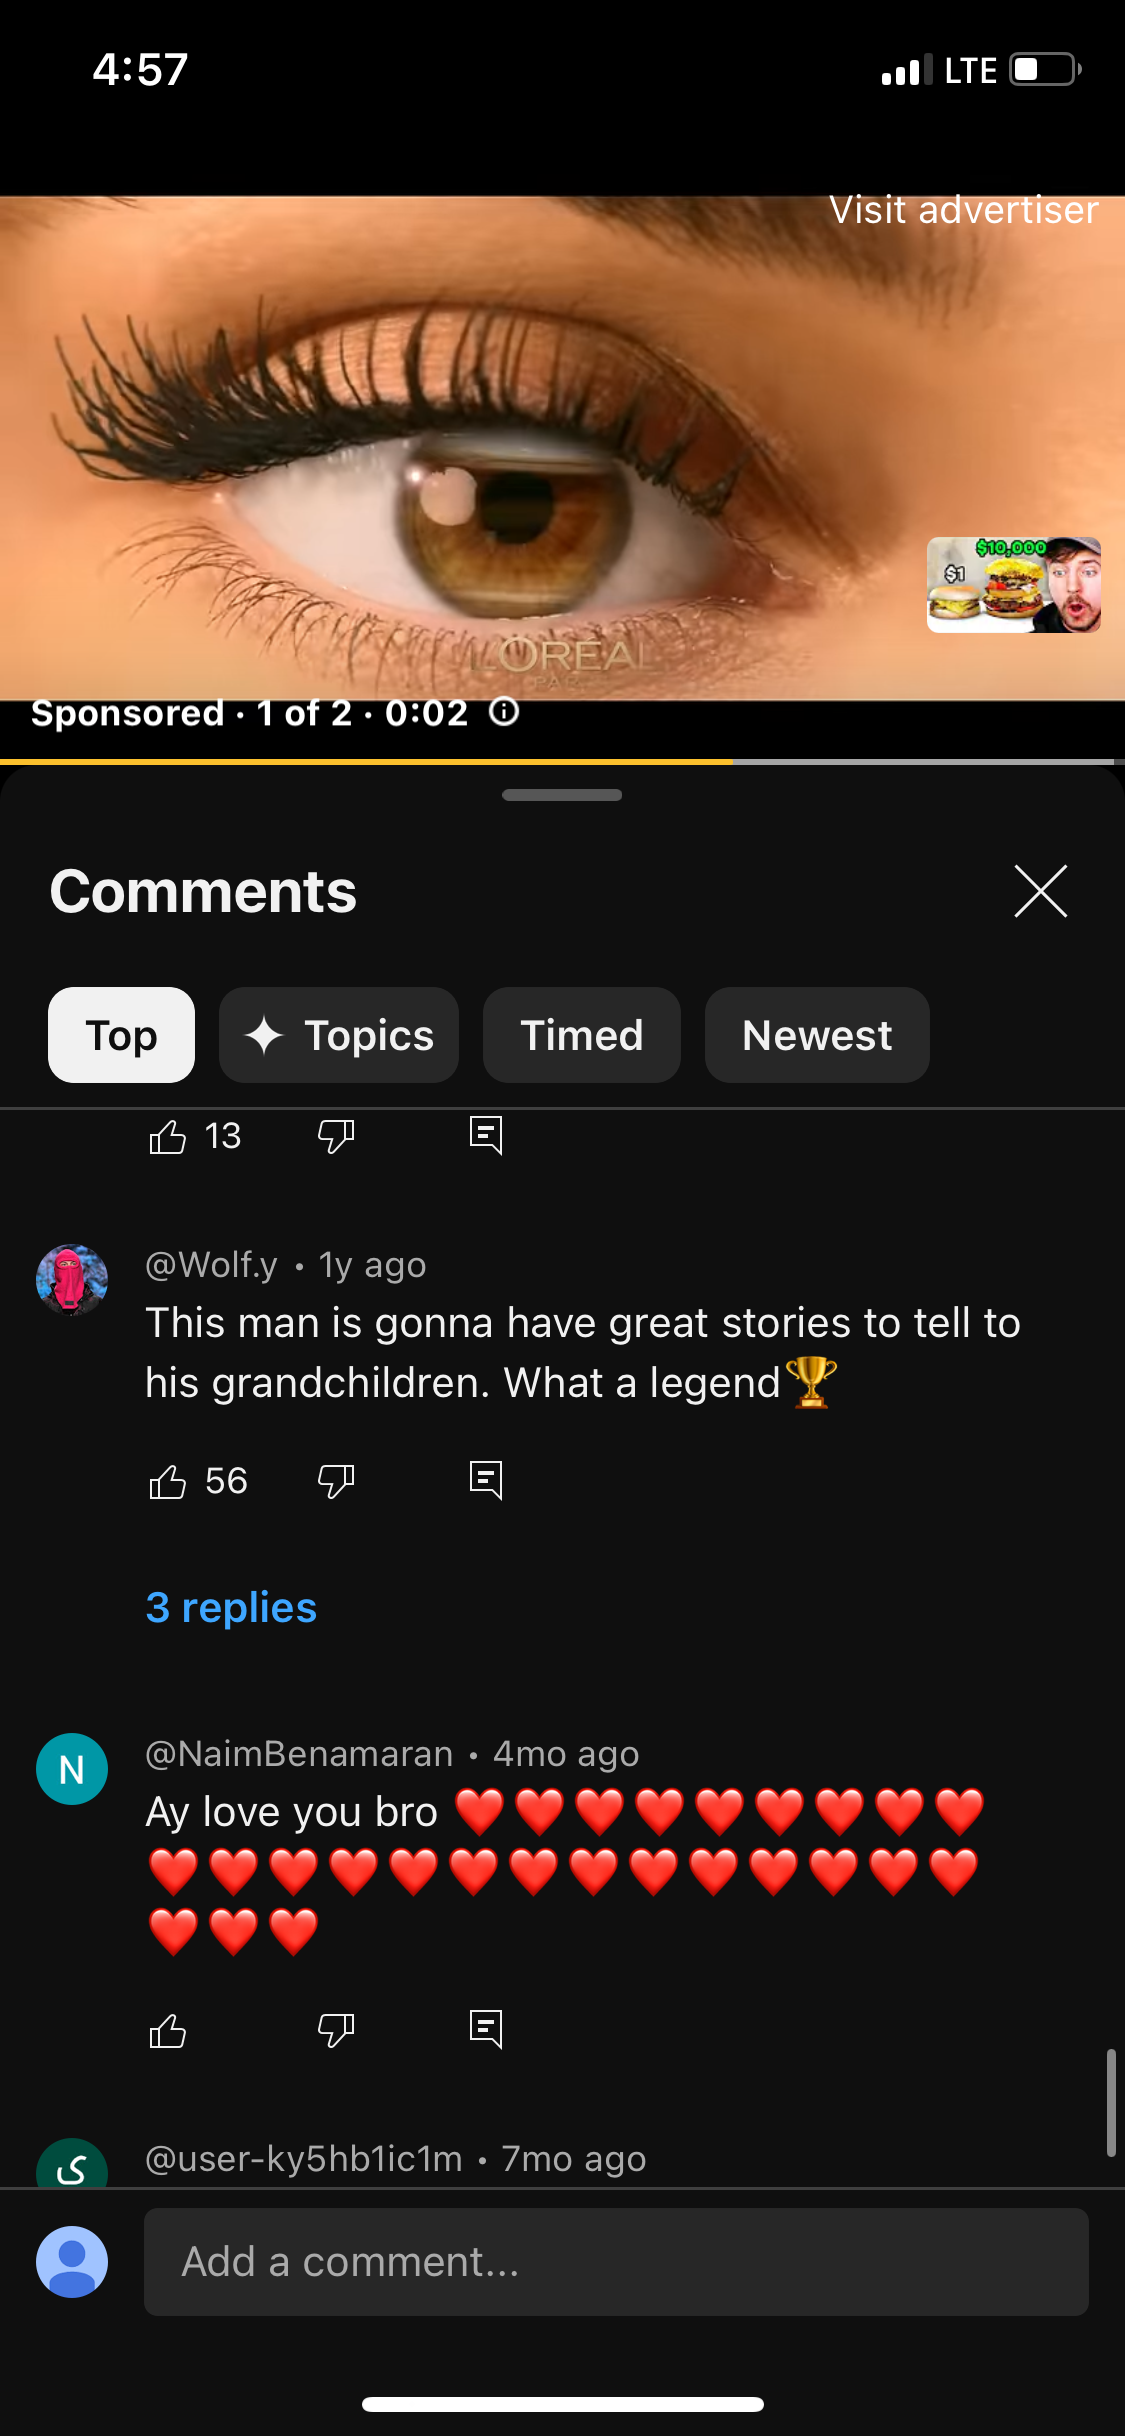 4:57
LTE
Visit advertiser
$10,000
$1
L'ORÉAL
PARIS
Sponsored · 1 of 2 · 0:02
Comments
Top
Topics
Timed
Newest
13
@Wolf.y · 1y ago
This man is gonna have great stories to tell to
his grandchildren. What a legend🏆
56
3 replies
N
@NaimBenamaran · 4mo ago
Ay love you bro ❤️❤️❤️❤️❤️❤️❤️❤️❤️
❤️❤️❤️❤️❤️❤️❤️❤️❤️❤️❤️❤️❤️❤️
❤️❤️❤️
ی
@user-ky5hb1ic1m · 7mo ago
Add a comment...